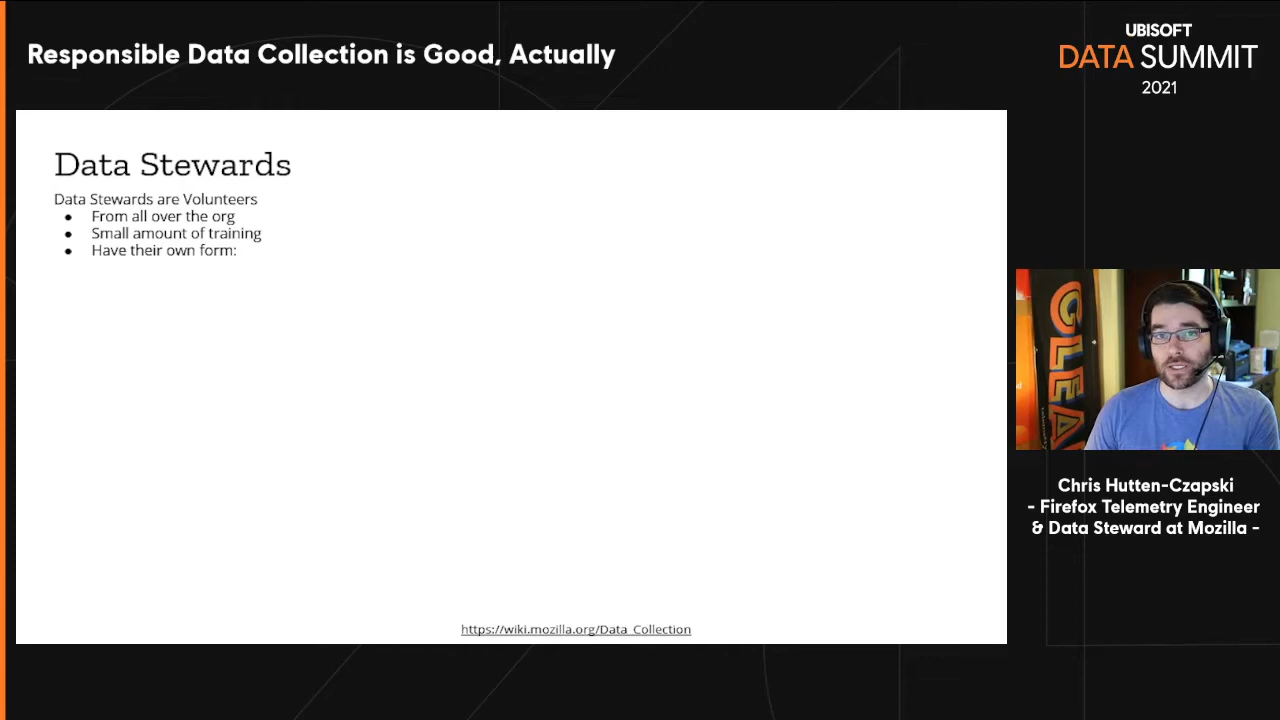 Responsible Data Collection is Good, Actually
UBISOFT
DATA SUMMIT
2021
Data Stewards
Data Stewards are Volunteers
● From all over the org
● Small amount of training
● Have their own form:
https://wiki.mozilla.org/Data_Collection
GLEA
Chris Hutten-Czapski
- Firefox Telemetry Engineer
& Data Steward at Mozilla -